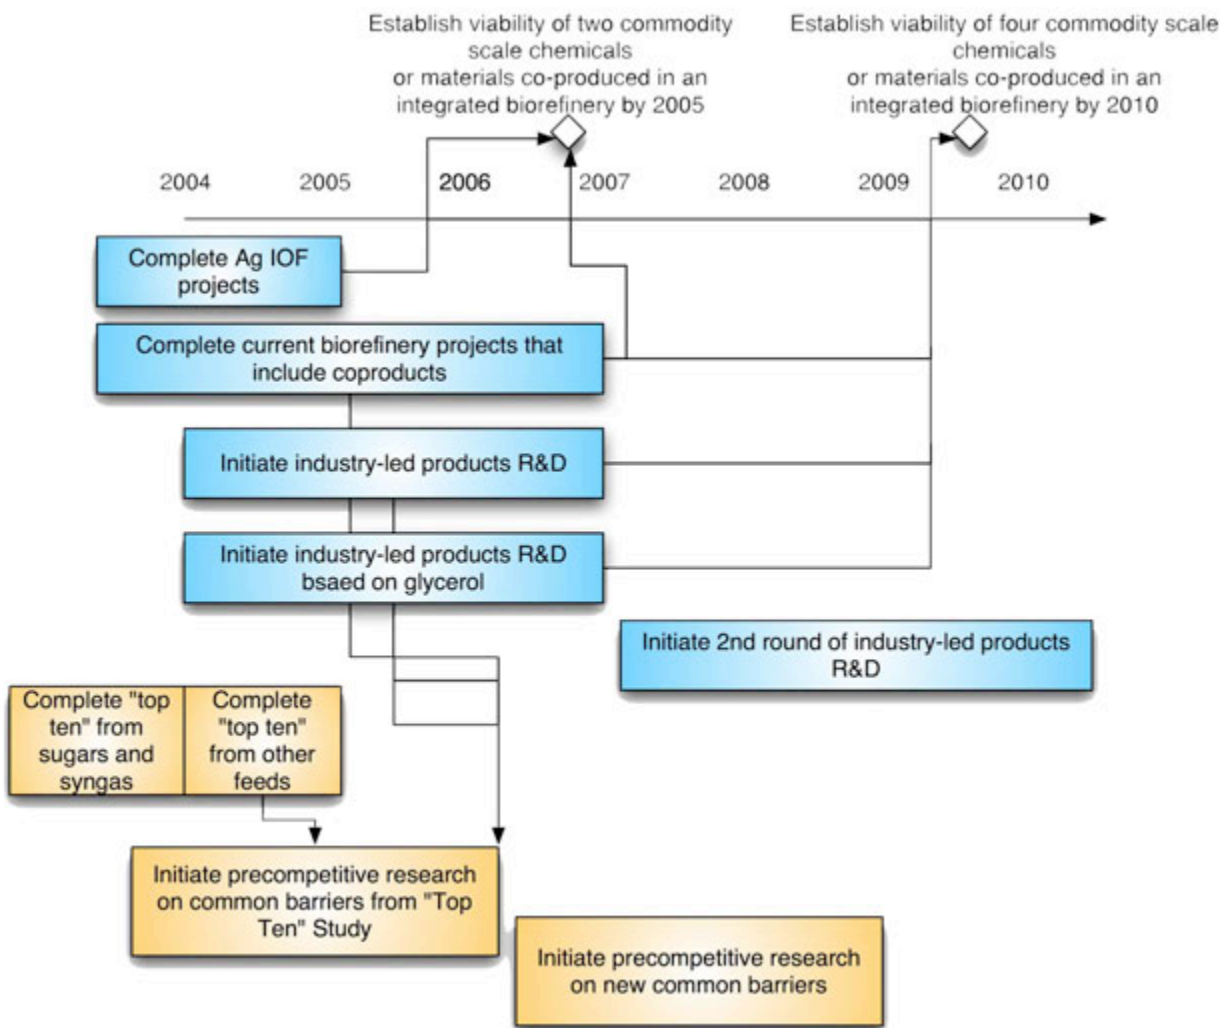 Establish viability of two commodity
scale chemicals
or materials co-produced in an
integrated biorefinery by 2005
Establish viability of four commodity scale
chemicals
or materials co-produced in an
integrated biorefinery by 2010
2004 2005 2006 2007 2008 2009 2010
Complete Ag IOF
projects
Complete current biorefinery projects that
include coproducts
Initiate industry-led products R&D
Initiate industry-led products R&D
bsaed on glycerol
Initiate 2nd round of industry-led products
R&D
Complete "top
ten" from
sugars and
syngas
Complete
"top ten"
from other
feeds
Initiate precompetitive research
on common barriers from "Top
Ten" Study
Initiate precompetitive research
on new common barriers